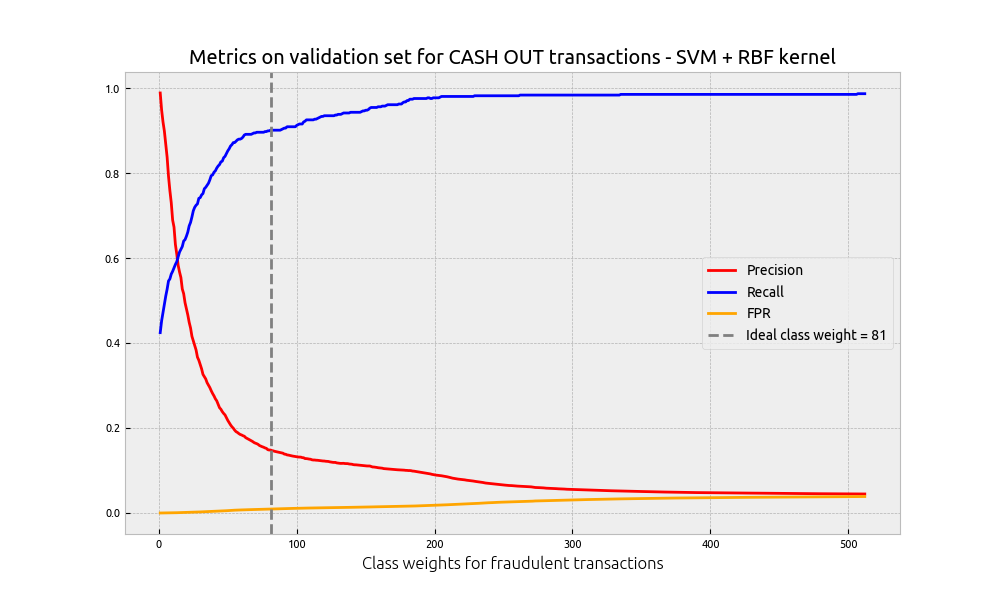 Metrics on validation set for CASH OUT transactions - SVM + RBF kernel
1.0
0.8
0.6
0.4
0.2
0.0
Precision
Recall
FPR
Ideal class weight = 81
0 100 200 300 400 500
Class weights for fraudulent transactions